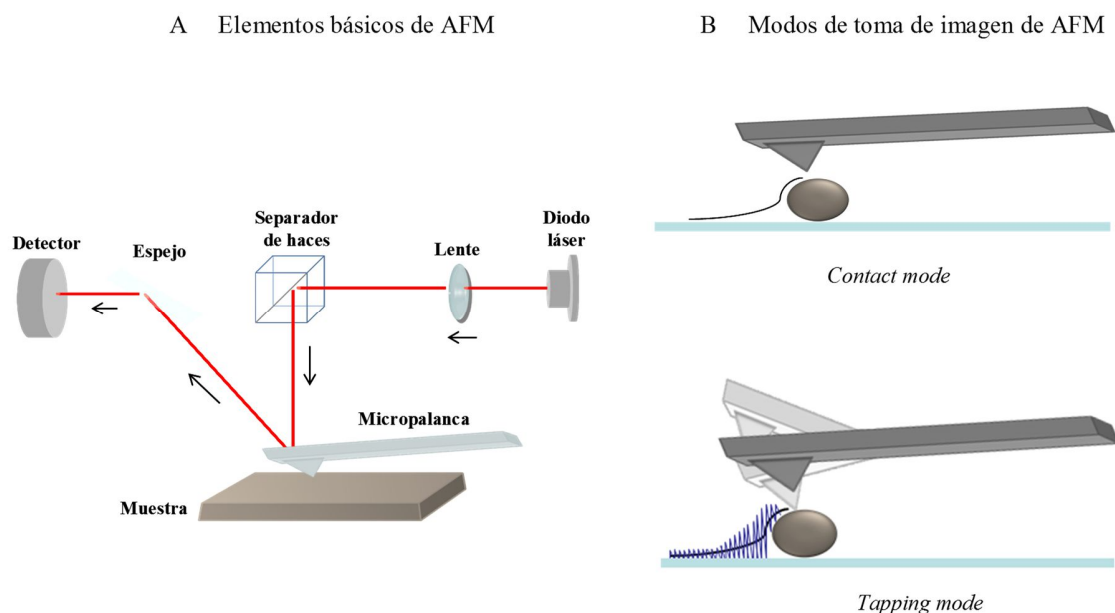 A Elementos básicos de AFM
B Modos de toma de imagen de AFM
Detector
Espejo
Separador
de haces
Lente
Diodo
láser
Micropalanca
Muestra
Contact mode
Tapping mode